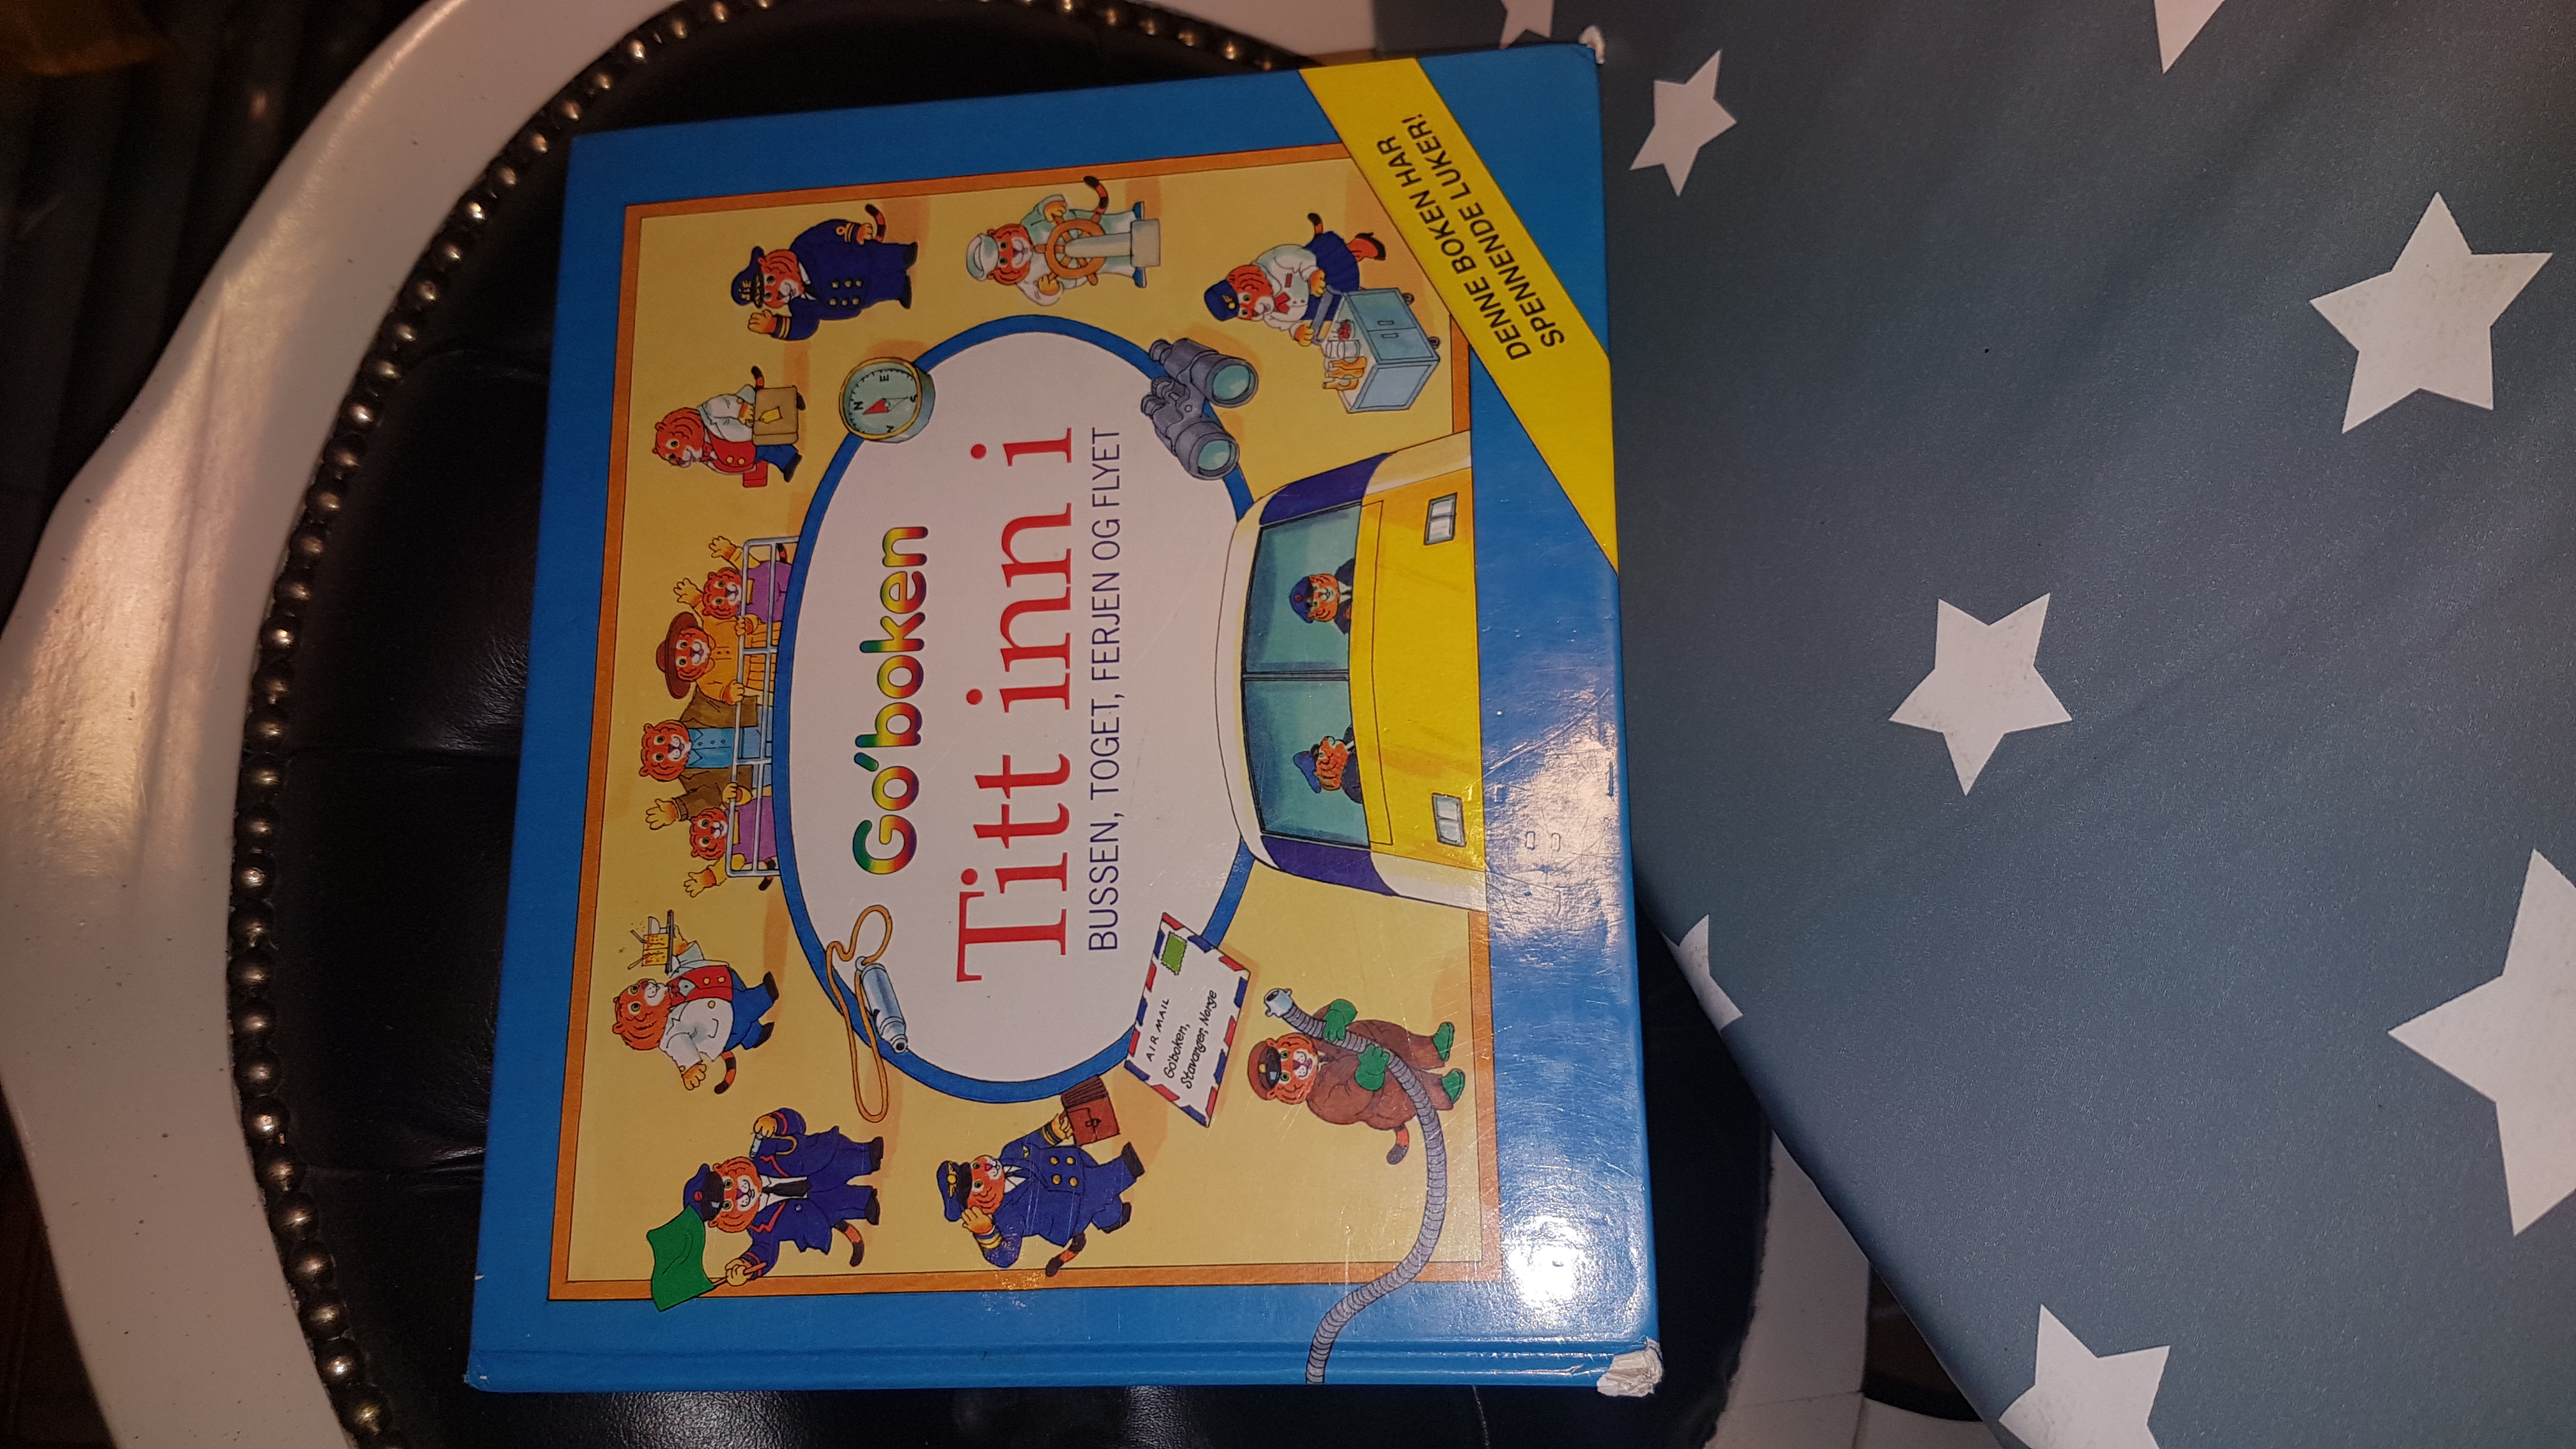 DENNE BOKEN HAR
SPENNENDE LUKER!
Go'boken
Titt inn i
BUSSEN, TOGET, FERJEN OG FLYET
N
E
S
AIR MAIL
Go'boken,
Stavanger, Norge